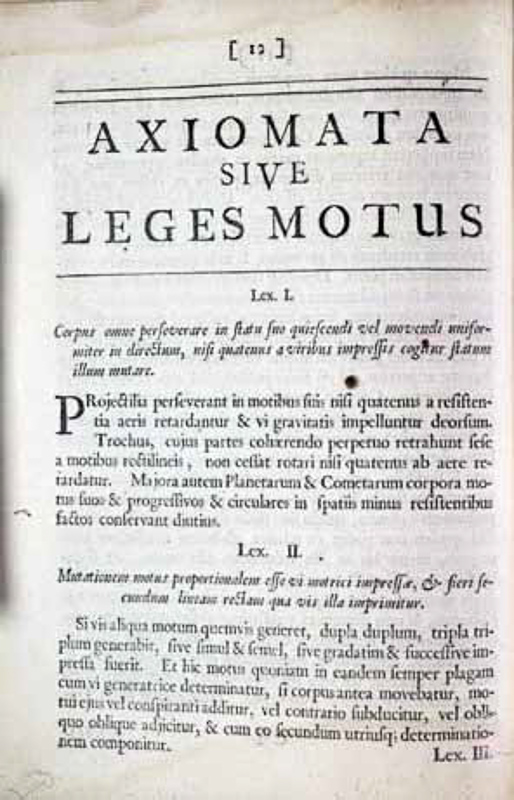 [ 12 ]
AXIOMATA
SIVE
LEGES MOTUS
Lex. I.
Corpus omne perseverare in statu suo quiescendi vel movendi unifor-
miter in directum, nisi quatenus a viribus impressis cogitur statum
illum mutare.
PRojectilia perseverant in motibus suis nisi quatenus a resisten-
tia aeris retardantur & vi gravitatis impelluntur deorsum.
Trochus, cujus partes cohærendo perpetuo retrahunt sese
a motibus rectilineis, non cessat rotari nisi quatenus ab aere re-
tardatur. Majora autem Planetarum & Cometarum corpora mo-
tus suos & progressivos & circulares in spatiis minus resistentibus
factos conservant diutius.
Lex. II.
Mutationem motus proportionalem esse vi motrici impressæ, & fieri se-
cundum lineam rectam qua vis illa imprimitur.
Si vis aliqua motum quemvis generet, dupla duplum, tripla tri-
plum generabit, sive simul & semel, sive gradatim & successive im-
pressa fuerit. Et hic motus quoniam in eandem semper plagam
cum vi generatrice determinatur, si corpus antea movebatur, mo-
tui ejus vel conspiranti additur, vel contrario subducitur, vel obli-
quo oblique adjicitur, & cum eo secundum utriusq; determinatio-
nem componitur.
Lex. III.